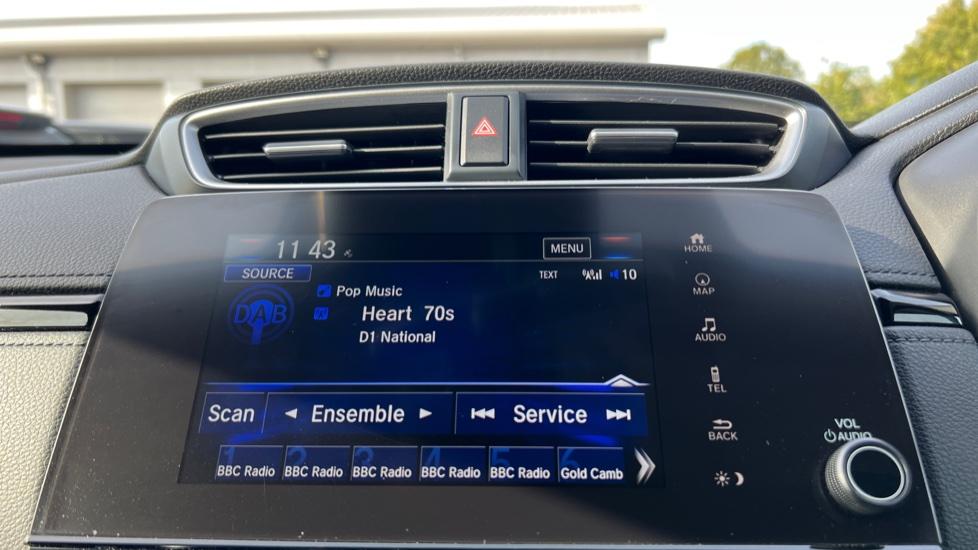 11 43
MENU
SOURCE
TEXT
10
DAB
Pop Music
Heart 70s
D1 National
Scan
Ensemble
Service
1 2 3 4 5 6
BBC Radio BBC Radio BBC Radio BBC Radio BBC Radio Gold Camb
HOME
MAP
AUDIO
TEL
BACK
VOL
AUDIO